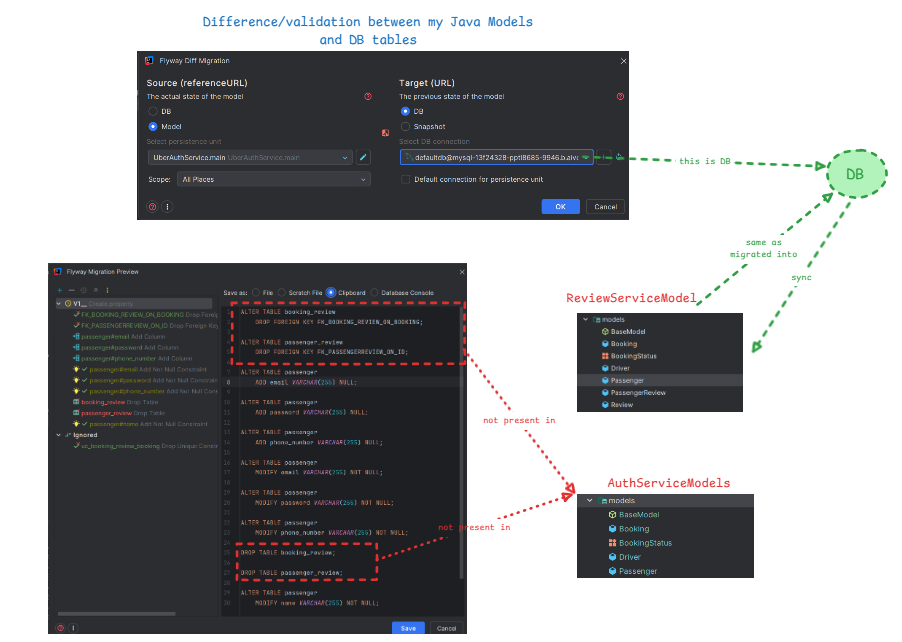 Difference/validation between my Java Models
and DB tables
Flyway Diff Migration
Source (referenceURL)
The actual state of the model
DB
Model
Select persistence unit
UberAuthService.main UberAuthService.main
Scope: All Places
Target (URL)
The previous state of the model
DB
Snapshot
Select DB connection
Default connection for persistence unit
OK
Cancel
this is DB
DB
same as
migrated into
sync
Flyway Migration Preview
V1__ Create property
FK_BOOKING_REVIEW_ON_BOOKING Drop Foreign
FK_PASSENGERREVIEW_ON_ID Drop Foreign Key
passenger#email Add Column
passenger#password Add Column
passenger#phone_number Add Column
passenger#email Add Not Null Constraint
passenger#password Add Not Null Constrain
passenger#phone_number Add Not Null Cons
booking_review Drop Table
passenger_review Drop Table
passenger#name Add Not Null Constraint
Ignored
uc_booking_review_booking Drop Unique Const
Save as: File Scratch File Clipboard Database Console
ALTER TABLE booking_review
DROP FOREIGN KEY FK_BOOKING_REVIEW_ON_BOOKING;
ALTER TABLE passenger_review
DROP FOREIGN KEY FK_PASSENGERREVIEW_ON_ID;
ALTER TABLE passenger
ADD email VARCHAR(255) NULL;
ALTER TABLE passenger
ADD password VARCHAR(255) NULL;
ALTER TABLE passenger
ADD phone_number VARCHAR(255) NULL;
ALTER TABLE passenger
MODIFY email VARCHAR(255) NOT NULL;
ALTER TABLE passenger
MODIFY password VARCHAR(255) NOT NULL;
ALTER TABLE passenger
MODIFY phone_number VARCHAR(255) NOT NULL;
DROP TABLE booking_review;
DROP TABLE passenger_review;
ALTER TABLE passenger
MODIFY name VARCHAR(255) NOT NULL;
Save
Cancel
not present in
not present in
ReviewServiceModel
models
BaseModel
Booking
BookingStatus
Driver
Passenger
PassengerReview
Review
AuthServiceModels
models
BaseModel
Booking
BookingStatus
Driver
Passenger